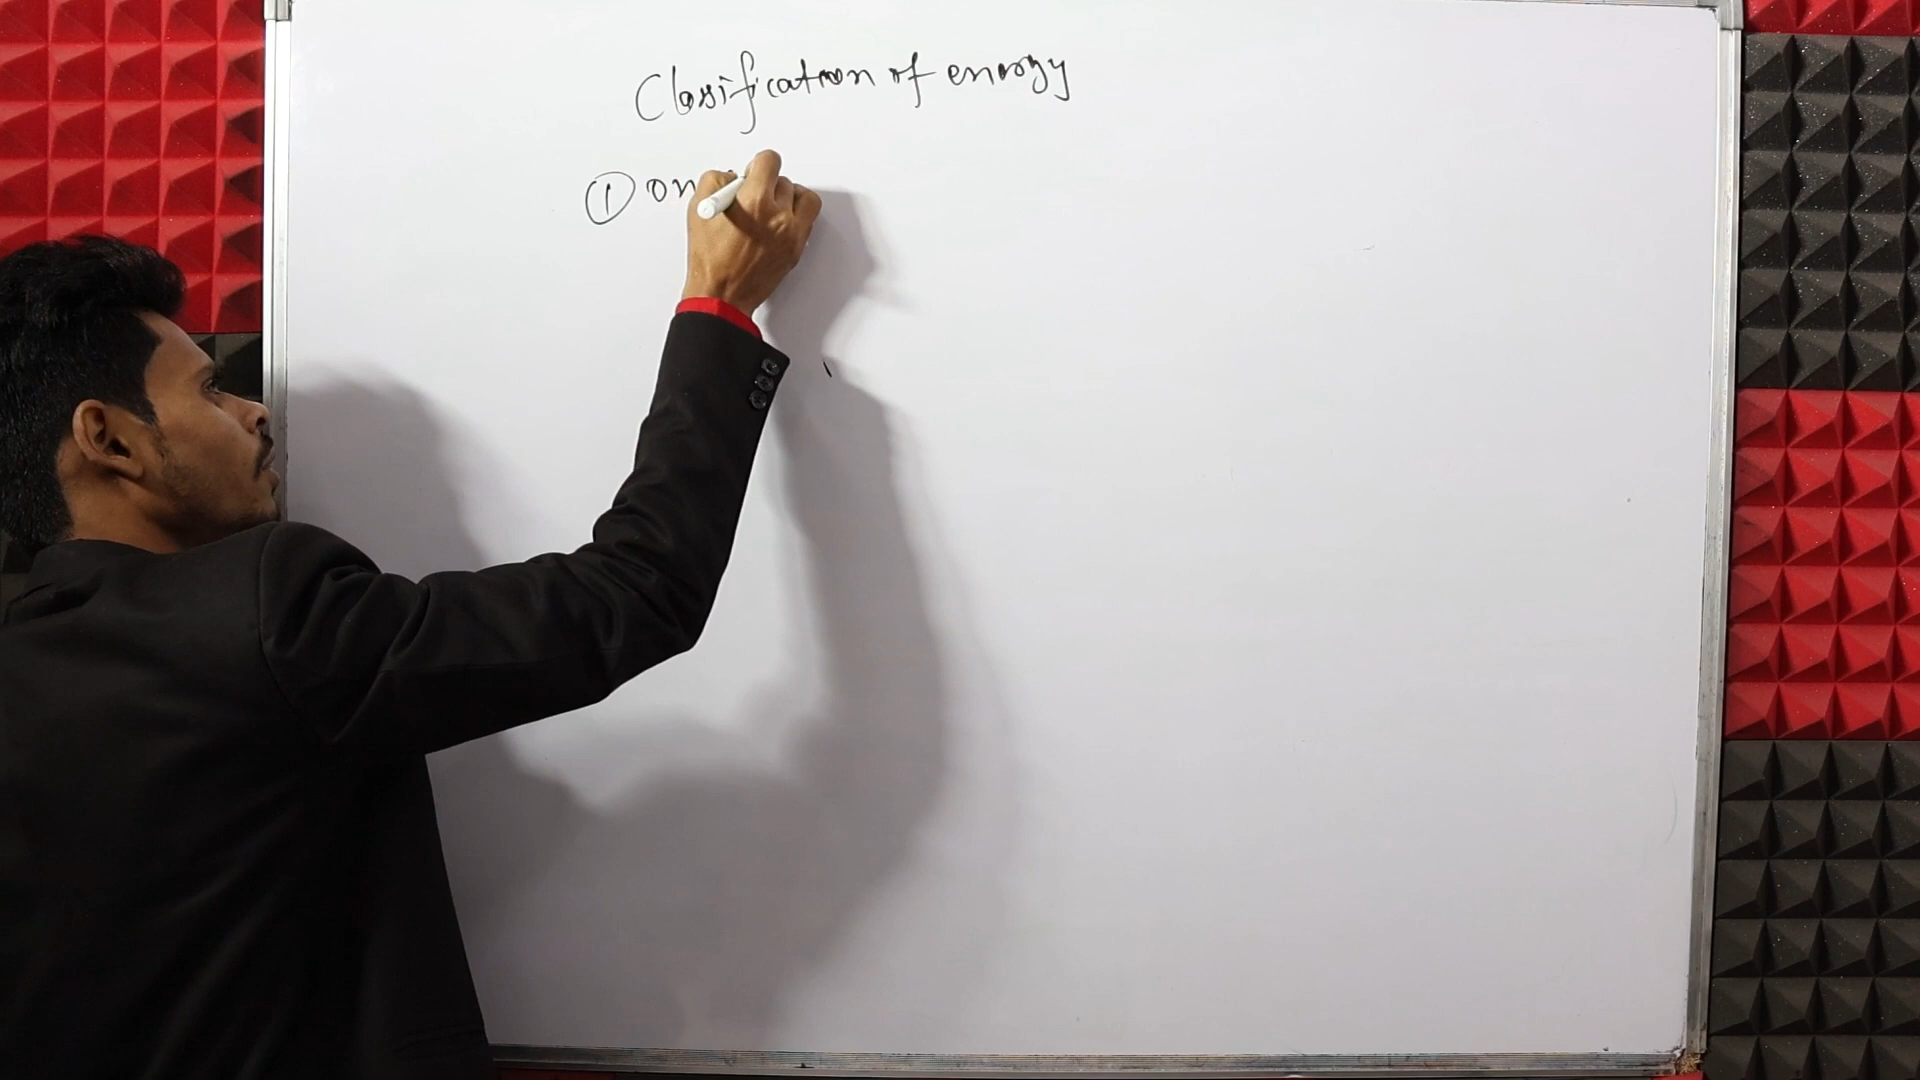 Classification of energy
① on